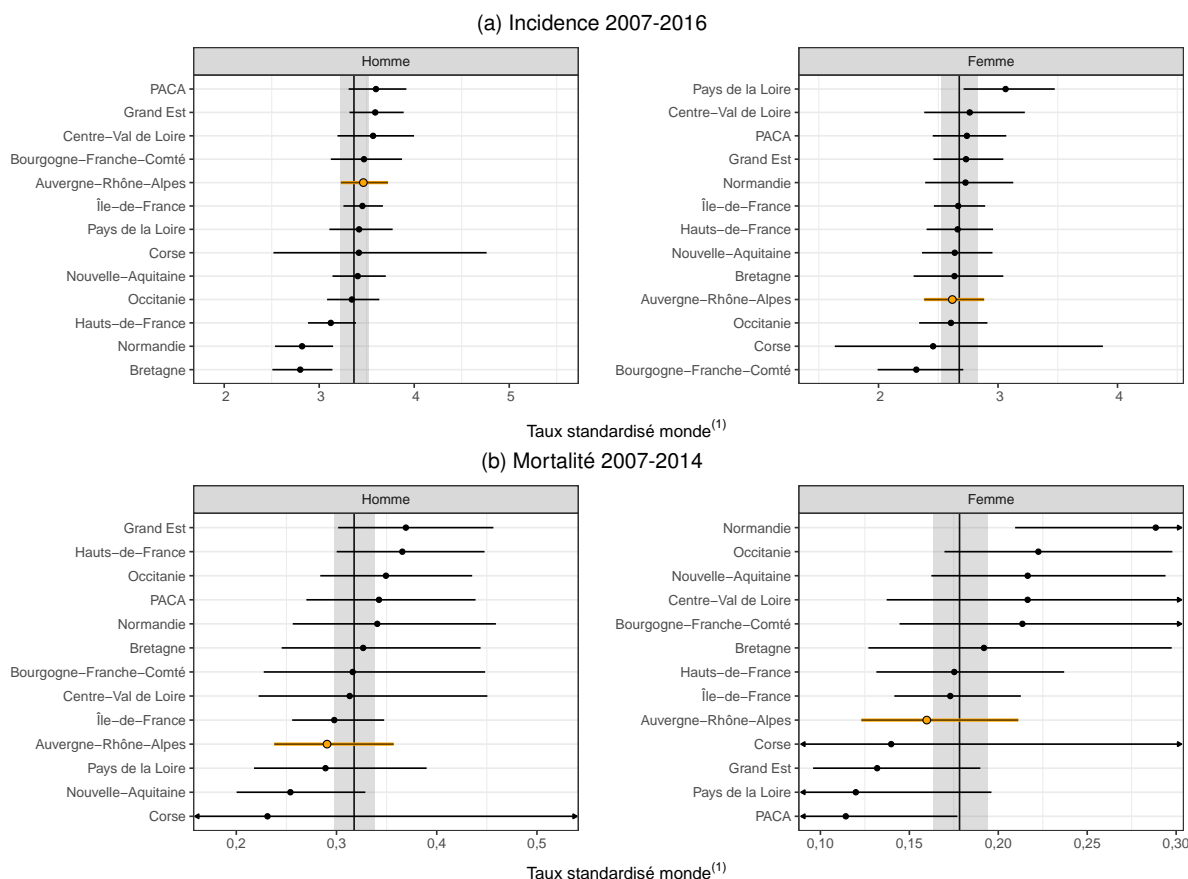 (a) Incidence 2007-2016
Homme
PACA
Grand Est
Centre−Val de Loire
Bourgogne−Franche−Comté
Auvergne−Rhône−Alpes
Île−de−France
Pays de la Loire
Corse
Nouvelle−Aquitaine
Occitanie
Hauts−de−France
Normandie
Bretagne
2 3 4 5
Femme
Pays de la Loire
Centre−Val de Loire
PACA
Grand Est
Normandie
Île−de−France
Hauts−de−France
Nouvelle−Aquitaine
Bretagne
Auvergne−Rhône−Alpes
Occitanie
Corse
Bourgogne−Franche−Comté
2 3 4
Taux standardisé monde(1)
(b) Mortalité 2007-2014
Homme
Grand Est
Hauts−de−France
Occitanie
PACA
Normandie
Bretagne
Bourgogne−Franche−Comté
Centre−Val de Loire
Île−de−France
Auvergne−Rhône−Alpes
Pays de la Loire
Nouvelle−Aquitaine
Corse
0,2 0,3 0,4 0,5
Femme
Normandie
Occitanie
Nouvelle−Aquitaine
Centre−Val de Loire
Bourgogne−Franche−Comté
Bretagne
Hauts−de−France
Île−de−France
Auvergne−Rhône−Alpes
Corse
Grand Est
Pays de la Loire
PACA
0,10 0,15 0,20 0,25 0,30
Taux standardisé monde(1)